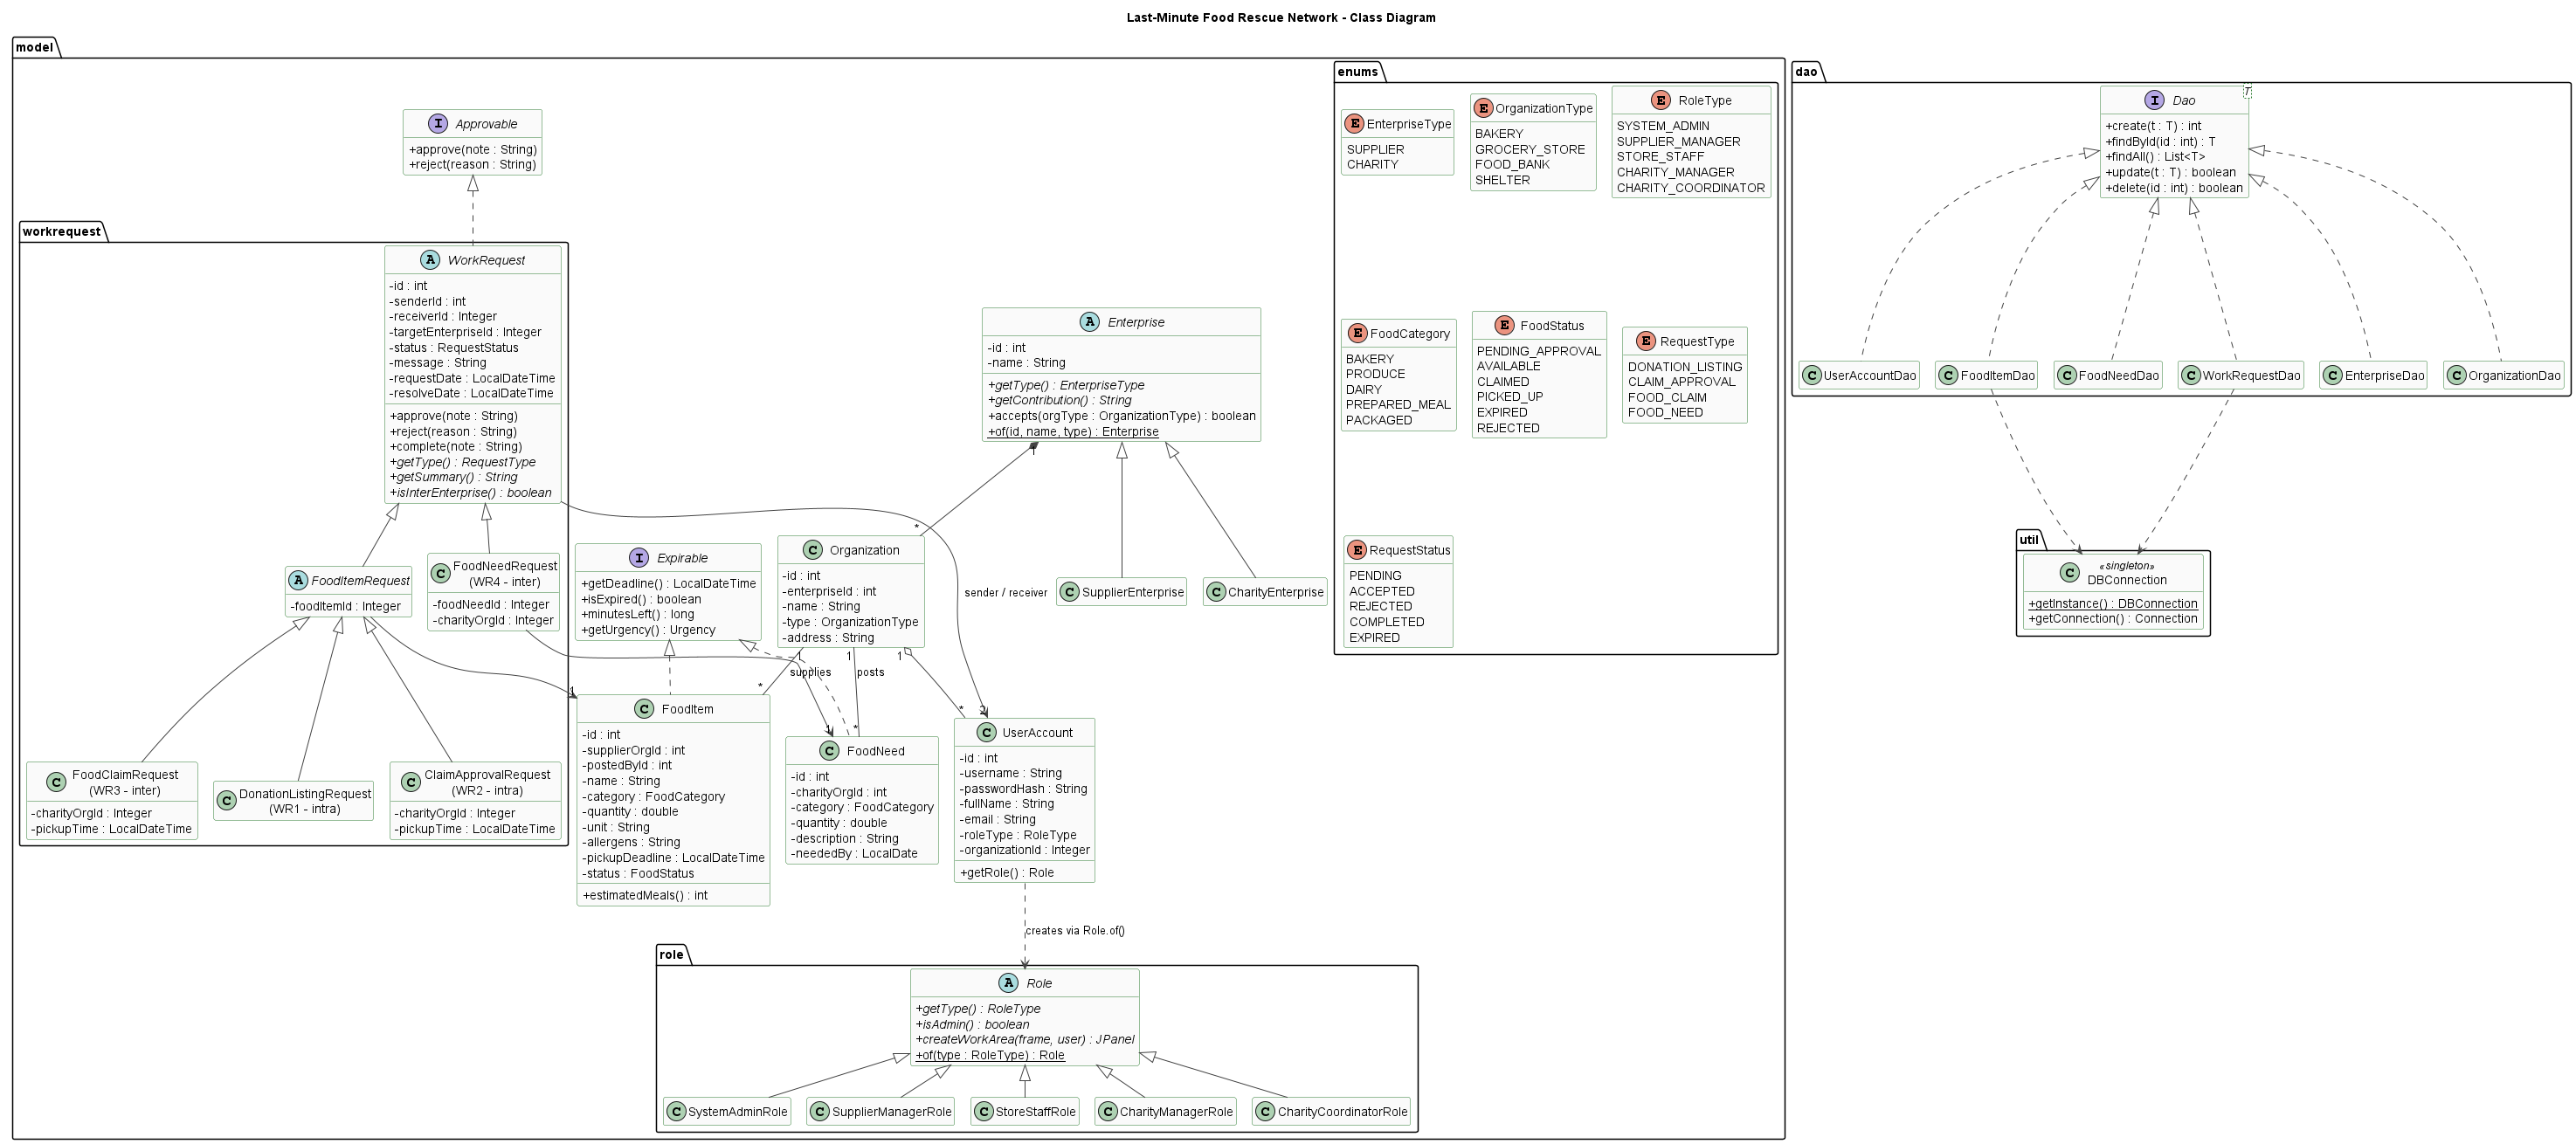 Last-Minute Food Rescue Network - Class Diagram
model
I Approvable
+approve(note : String)
+reject(reason : String)
workrequest
A WorkRequest
-id : int
-senderId : int
-receiverId : Integer
-targetEnterpriseId : Integer
-status : RequestStatus
-message : String
-requestDate : LocalDateTime
-resolveDate : LocalDateTime
+approve(note : String)
+reject(reason : String)
+complete(note : String)
+getType() : RequestType
+getSummary() : String
+isInterEnterprise() : boolean
A FoodItemRequest
-foodItemId : Integer
C FoodNeedRequest
(WR4 - inter)
-foodNeedId : Integer
-charityOrgId : Integer
C FoodClaimRequest
(WR3 - inter)
-charityOrgId : Integer
-pickupTime : LocalDateTime
C DonationListingRequest
(WR1 - intra)
C ClaimApprovalRequest
(WR2 - intra)
-charityOrgId : Integer
-pickupTime : LocalDateTime
A Enterprise
-id : int
-name : String
+getType() : EnterpriseType
+getContribution() : String
+accepts(orgType : OrganizationType) : boolean
+of(id, name, type) : Enterprise
1
*
I Expirable
+getDeadline() : LocalDateTime
+isExpired() : boolean
+minutesLeft() : long
+getUrgency() : Urgency
C Organization
-id : int
-enterpriseId : int
-name : String
-type : OrganizationType
-address : String
sender / receiver
C SupplierEnterprise
C CharityEnterprise
1
supplies
*
1
posts
*
1
*
2
1
1
C FoodItem
-id : int
-supplierOrgId : int
-postedById : int
-name : String
-category : FoodCategory
-quantity : double
-unit : String
-allergens : String
-pickupDeadline : LocalDateTime
-status : FoodStatus
+estimatedMeals() : int
C FoodNeed
-id : int
-charityOrgId : int
-category : FoodCategory
-quantity : double
-description : String
-neededBy : LocalDate
C UserAccount
-id : int
-username : String
-passwordHash : String
-fullName : String
-email : String
-roleType : RoleType
-organizationId : Integer
+getRole() : Role
creates via Role.of()
role
A Role
+getType() : RoleType
+isAdmin() : boolean
+createWorkArea(frame, user) : JPanel
+of(type : RoleType) : Role
C SystemAdminRole
C SupplierManagerRole
C StoreStaffRole
C CharityManagerRole
C CharityCoordinatorRole
enums
E EnterpriseType
SUPPLIER
CHARITY
E OrganizationType
BAKERY
GROCERY_STORE
FOOD_BANK
SHELTER
E RoleType
SYSTEM_ADMIN
SUPPLIER_MANAGER
STORE_STAFF
CHARITY_MANAGER
CHARITY_COORDINATOR
E FoodCategory
BAKERY
PRODUCE
DAIRY
PREPARED_MEAL
PACKAGED
E FoodStatus
PENDING_APPROVAL
AVAILABLE
CLAIMED
PICKED_UP
EXPIRED
REJECTED
E RequestType
DONATION_LISTING
CLAIM_APPROVAL
FOOD_CLAIM
FOOD_NEED
E RequestStatus
PENDING
ACCEPTED
REJECTED
COMPLETED
EXPIRED
dao
I Dao T
+create(t : T) : int
+findById(id : int) : T
+findAll() : List<T>
+update(t : T) : boolean
+delete(id : int) : boolean
C UserAccountDao
C FoodItemDao
C FoodNeedDao
C WorkRequestDao
C EnterpriseDao
C OrganizationDao
util
C «singleton»
DBConnection
+getInstance() : DBConnection
+getConnection() : Connection